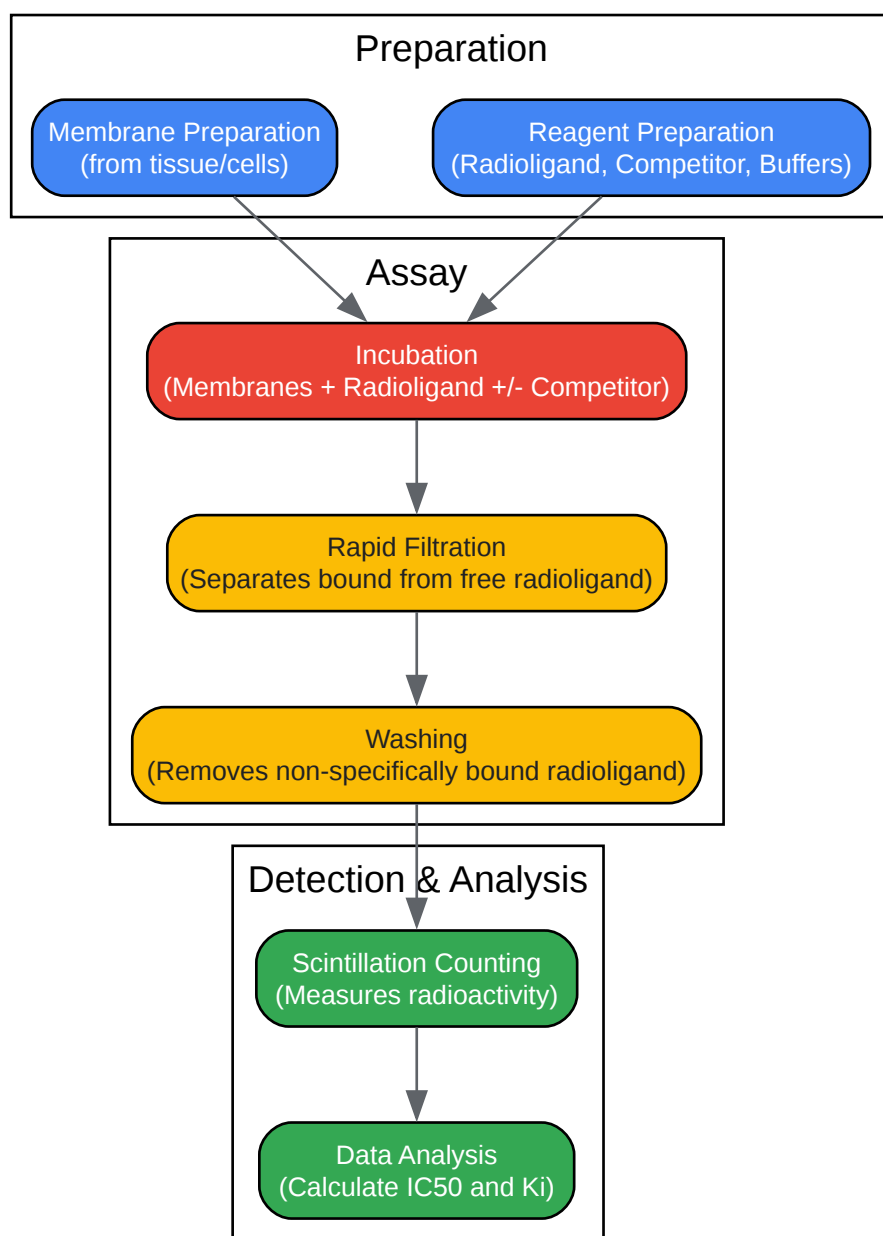 Preparation
Membrane Preparation
(from tissue/cells)
Reagent Preparation
(Radioligand, Competitor, Buffers)
Assay
Incubation
(Membranes + Radioligand +/- Competitor)
Rapid Filtration
(Separates bound from free radioligand)
Washing
(Removes non-specifically bound radioligand)
Detection & Analysis
Scintillation Counting
(Measures radioactivity)
Data Analysis
(Calculate IC50 and Ki)